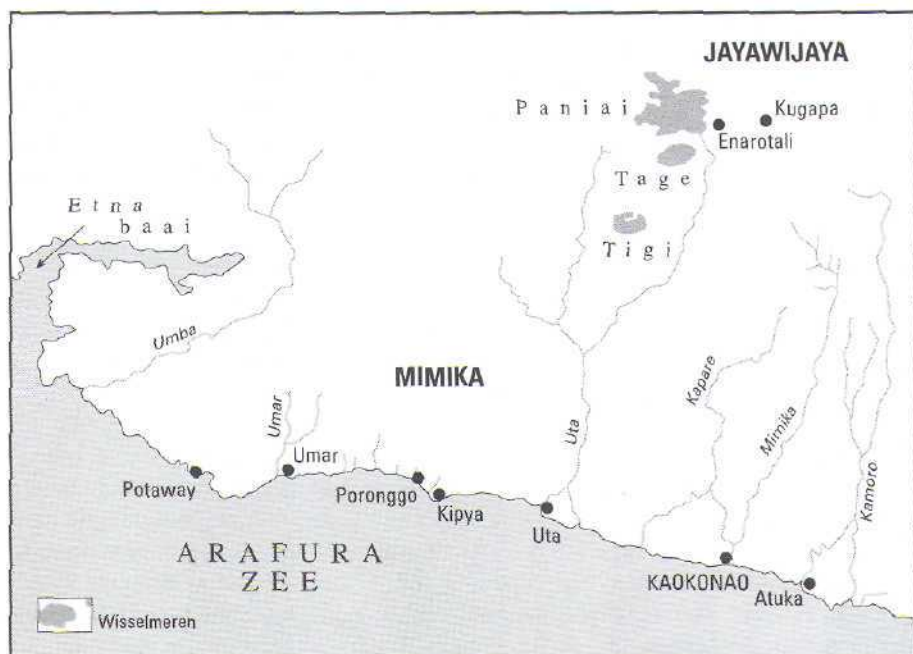 JAYAWIJAYA
Paniai
Kugapa
Enarotali
Tage
Etna
baai
Tigi
Umba
MIMIKA
Kapare
Umar
Uta
Mimika
Kamoro
Umar
Potaway
Poronggo
Kipya
Uta
ARAFURA
ZEE
KAOKONAO
Atuka
Wisselmeren